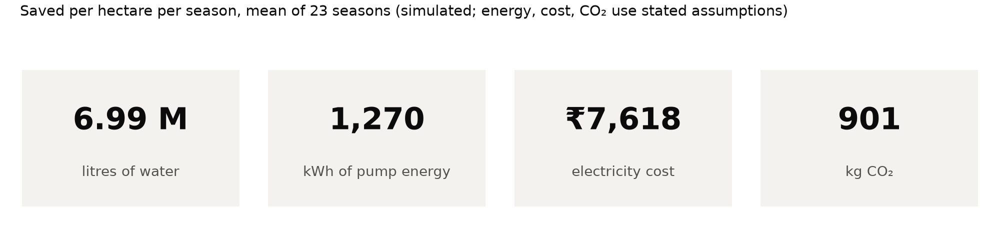 Saved per hectare per season, mean of 23 seasons (simulated; energy, cost, CO₂ use stated assumptions)
6.99 M
litres of water
1,270
kWh of pump energy
₹7,618
electricity cost
901
kg CO₂